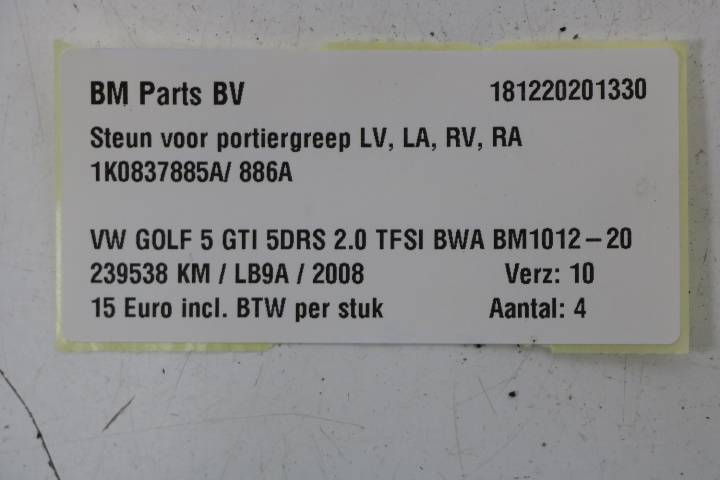 BM Parts BV 181220201330
Steun voor portiergreep LV, LA, RV, RA
1K0837885A/ 886A
VW GOLF 5 GTI 5DRS 2.0 TFSI BWA BM1012-20
239538 KM / LB9A / 2008 Verz: 10
15 Euro incl. BTW per stuk Aantal: 4